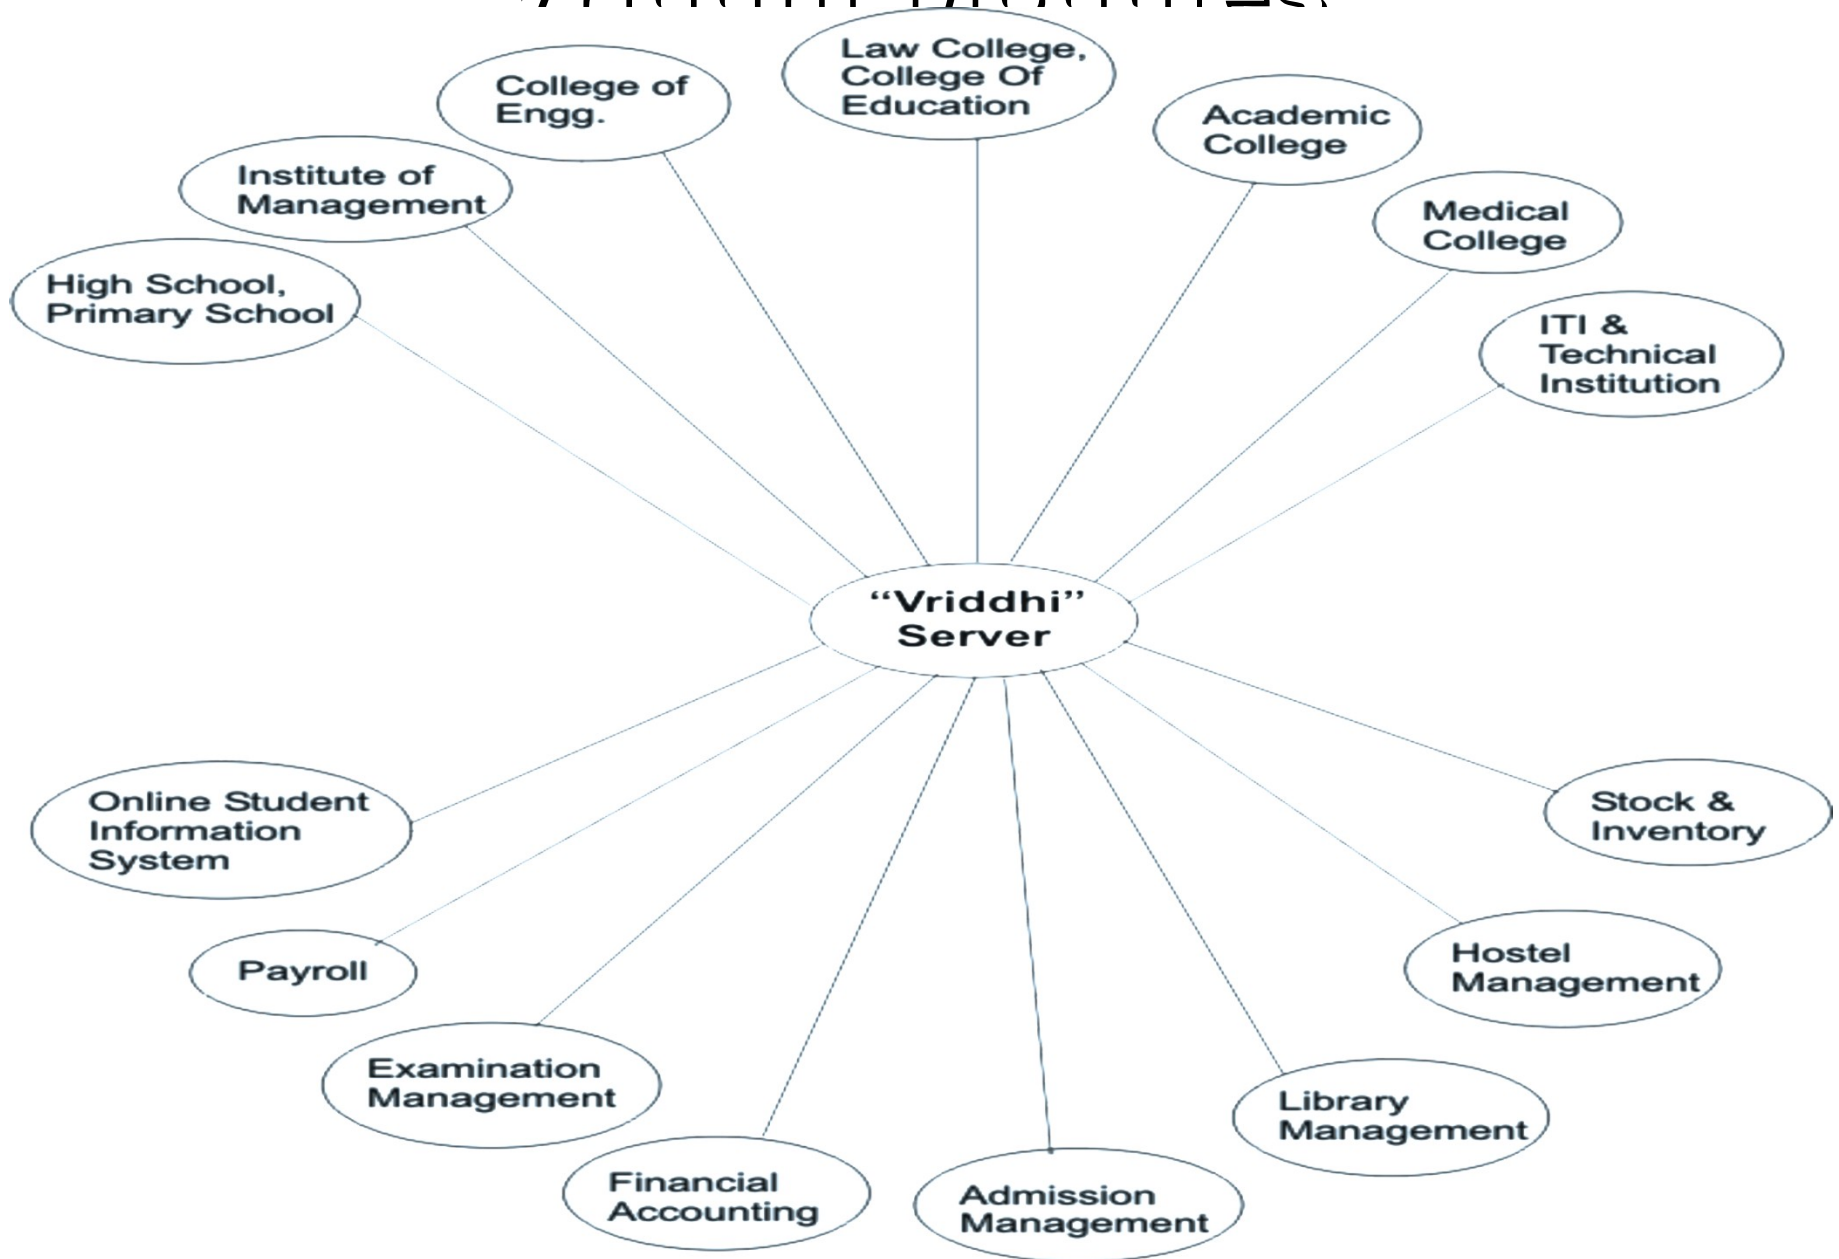 Law College,
College Of
Education
College of
Engg.
Academic
College
Institute of
Management
Medical
College
High School,
Primary School
ITI &
Technical
Institution
“Vriddhi”
Server
Online Student
Information
System
Stock &
Inventory
Payroll
Hostel
Management
Examination
Management
Library
Management
Financial
Accounting
Admission
Management